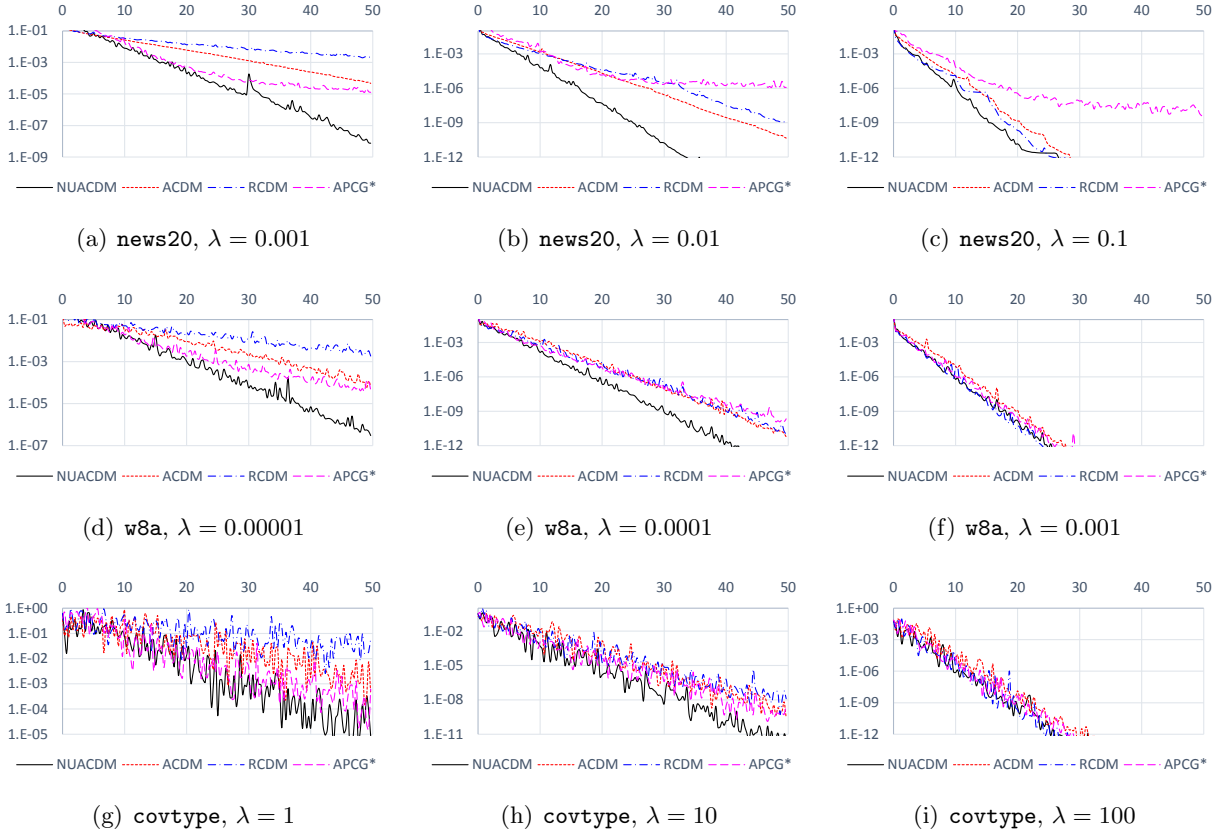 0 10 20 30 40 50
1.E-01
1.E-03
1.E-05
1.E-07
1.E-09
NUACDM ACDM RCDM APCG*
(a) news20, λ = 0.001
0 10 20 30 40 50
1.E-03
1.E-06
1.E-09
1.E-12
NUACDM ACDM RCDM APCG*
(b) news20, λ = 0.01
0 10 20 30 40 50
1.E-03
1.E-06
1.E-09
1.E-12
NUACDM ACDM RCDM APCG*
(c) news20, λ = 0.1
0 10 20 30 40 50
1.E-01
1.E-03
1.E-05
1.E-07
NUACDM ACDM RCDM APCG*
(d) w8a, λ = 0.00001
0 10 20 30 40 50
1.E-03
1.E-06
1.E-09
1.E-12
NUACDM ACDM RCDM APCG*
(e) w8a, λ = 0.0001
0 10 20 30 40 50
1.E-03
1.E-06
1.E-09
1.E-12
NUACDM ACDM RCDM APCG*
(f) w8a, λ = 0.001
0 10 20 30 40 50
1.E+00
1.E-01
1.E-02
1.E-03
1.E-04
1.E-05
NUACDM ACDM RCDM APCG*
(g) covtype, λ = 1
0 10 20 30 40 50
1.E-02
1.E-05
1.E-08
1.E-11
NUACDM ACDM RCDM APCG*
(h) covtype, λ = 10
0 10 20 30 40 50
1.E+00
1.E-03
1.E-06
1.E-09
1.E-12
NUACDM ACDM RCDM APCG*
(i) covtype, λ = 100